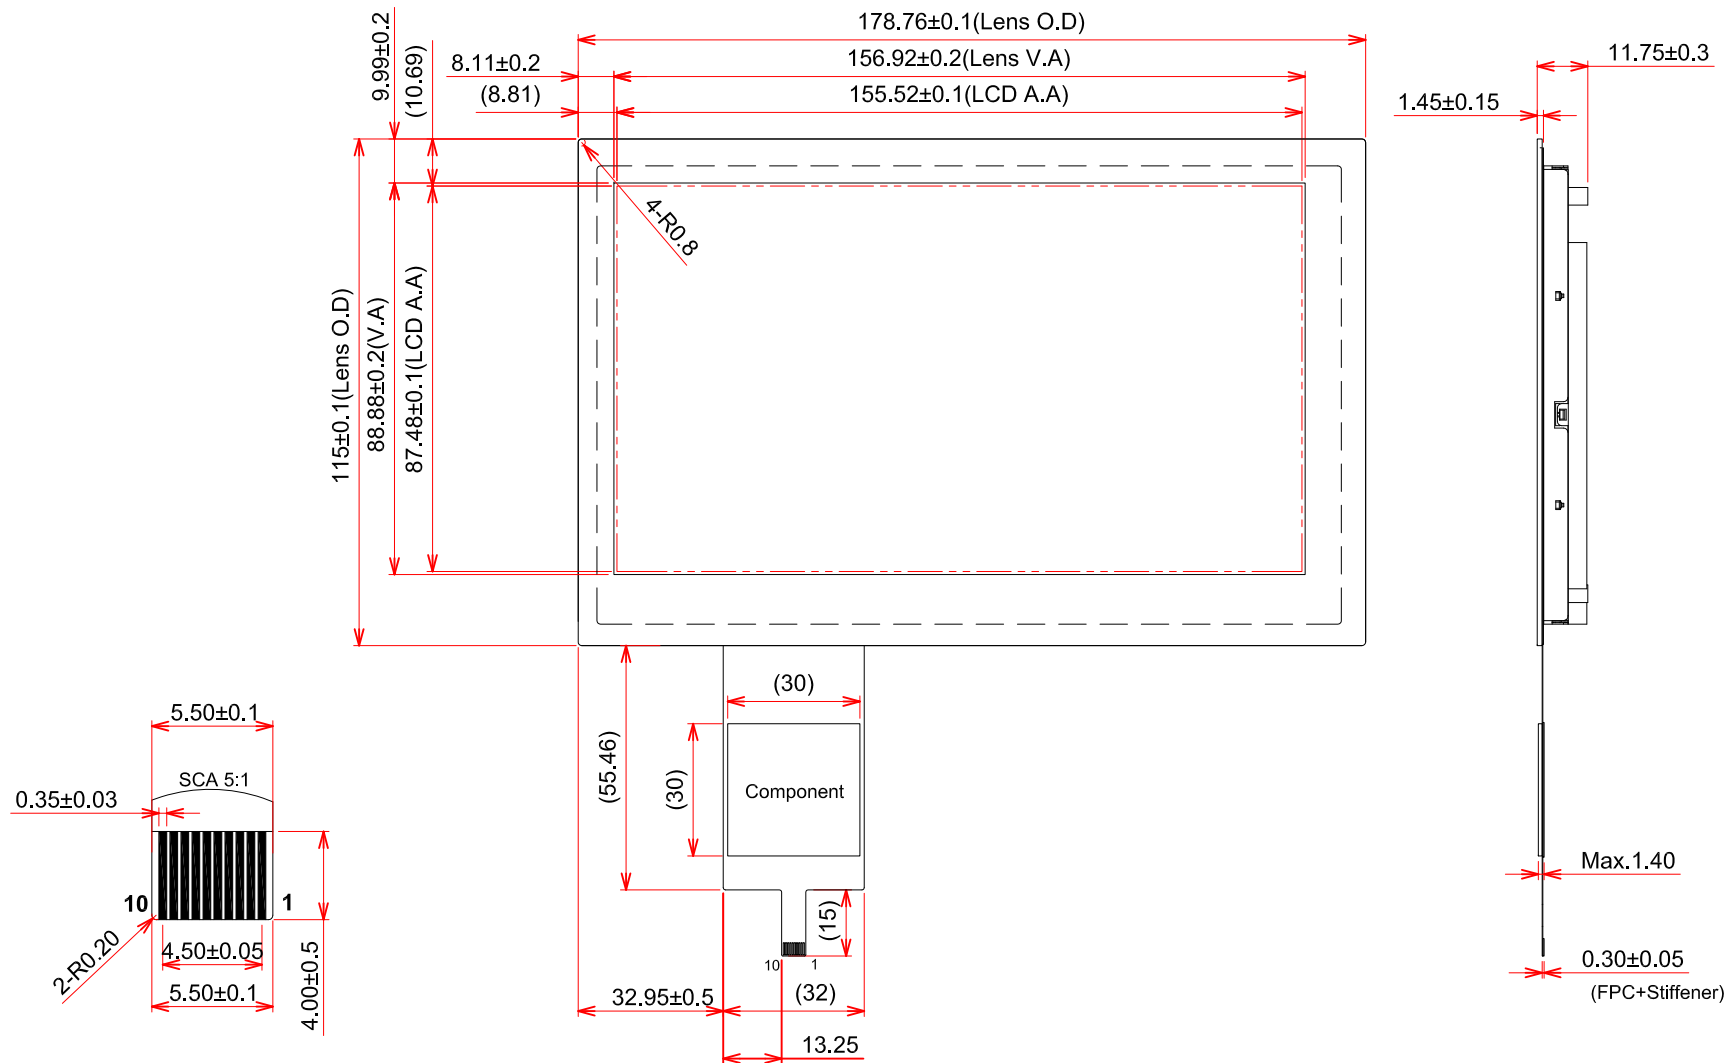 178.76±0.1(Lens O.D)
156.92±0.2(Lens V.A)
155.52±0.1(LCD A.A)
8.11±0.2
(8.81)
9.99±0.2
(10.69)
11.75±0.3
1.45±0.15
4-R0.8
115±0.1(Lens O.D)
88.88±0.2(V.A)
87.48±0.1(LCD A.A)
(30)
(55.46)
(30)
Component
5.50±0.1
SCA 5:1
0.35±0.03
10
1
2-R0.20
4.50±0.05
5.50±0.1
4.00±0.5
(15)
10
1
32.95±0.5
(32)
13.25
Max.1.40
0.30±0.05
(FPC+Stiffener)